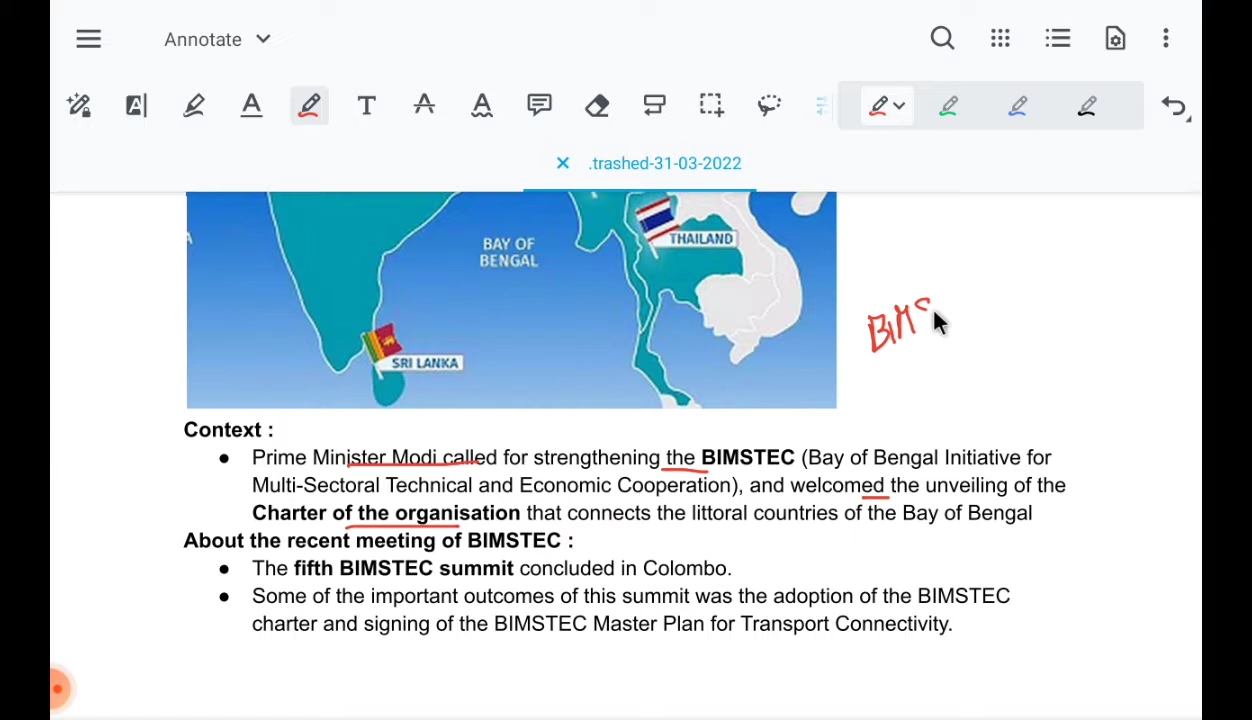 Annotate
.trashed-31-03-2022
BAY OF
BENGAL
THAILAND
SRI LANKA
BIMS
Context :
● Prime Minister Modi called for strengthening the BIMSTEC (Bay of Bengal Initiative for
Multi-Sectoral Technical and Economic Cooperation), and welcomed the unveiling of the
Charter of the organisation that connects the littoral countries of the Bay of Bengal
About the recent meeting of BIMSTEC :
● The fifth BIMSTEC summit concluded in Colombo.
● Some of the important outcomes of this summit was the adoption of the BIMSTEC
charter and signing of the BIMSTEC Master Plan for Transport Connectivity.